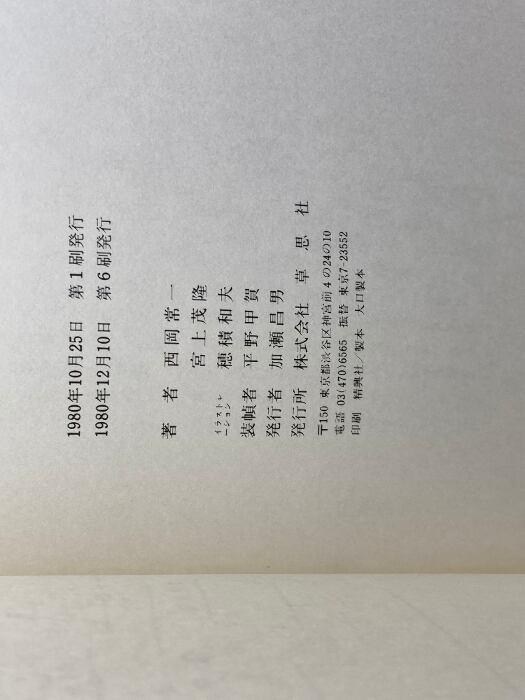 1980年10月25日 第1刷発行
1980年12月10日 第6刷発行
著者 西岡常一
宮上茂隆
イラストレーション 穂積和夫
装幀者 平野甲賀
発行者 加瀬昌男
発行所 株式会社 草思社
〒150 東京都渋谷区神宮前4の24の10
電話 03(470)6565 振替 東京7-23552
印刷 精興社/製本 大口製本